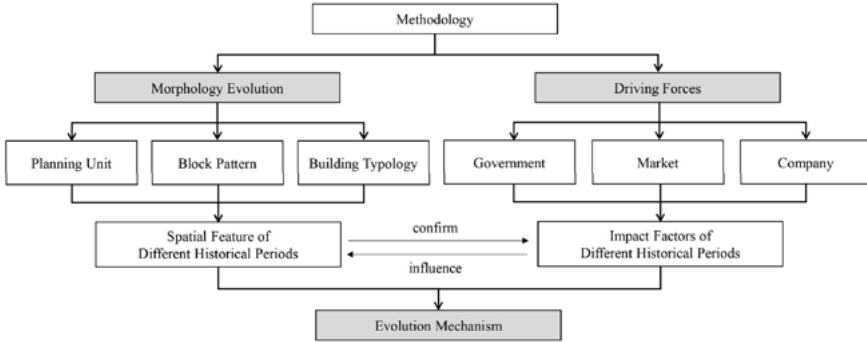 Methodology
Morphology Evolution
Driving Forces
Planning Unit
Block Pattern
Building Typology
Government
Market
Company
Spatial Feature of
Different Historical Periods
confirm
influence
Impact Factors of
Different Historical Periods
Evolution Mechanism